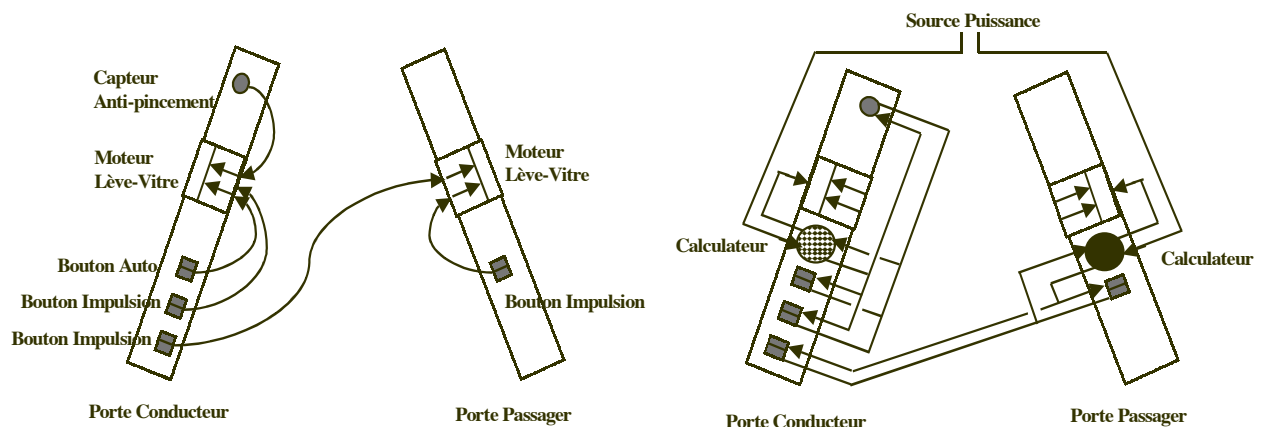 Source Puissance
Capteur
Anti-pincement
Moteur
Lève-Vitre
Moteur
Lève-Vitre
Calculateur
Calculateur
Bouton Auto
Bouton Impulsion
Bouton Impulsion
Bouton Impulsion
Porte Conducteur
Porte Passager
Porte Conducteur
Porte Passager